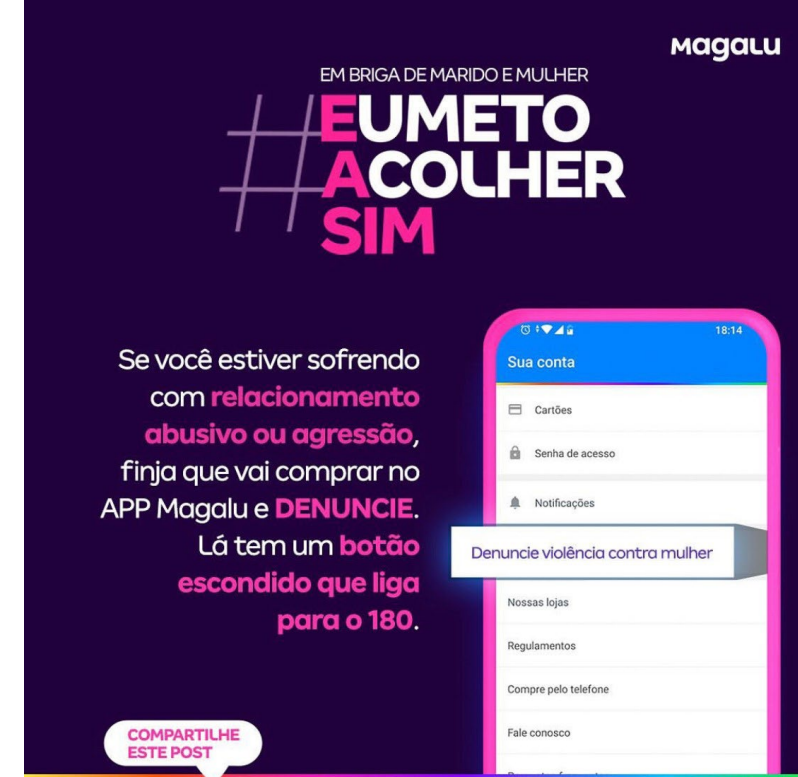 magalu
EM BRIGA DE MARIDO E MULHER
#EUMETO
ACOLHER
SIM
Se você estiver sofrendo
com relacionamento
abusivo ou agressão,
finja que vai comprar no
APP Magalu e DENUNCIE.
Lá tem um botão
escondido que liga
para o 180.
18:14
Sua conta
Cartões
Senha de acesso
Notificações
Denuncie violência contra mulher
Nossas lojas
Regulamentos
Compre pelo telefone
Fale conosco
COMPARTILHE
ESTE POST